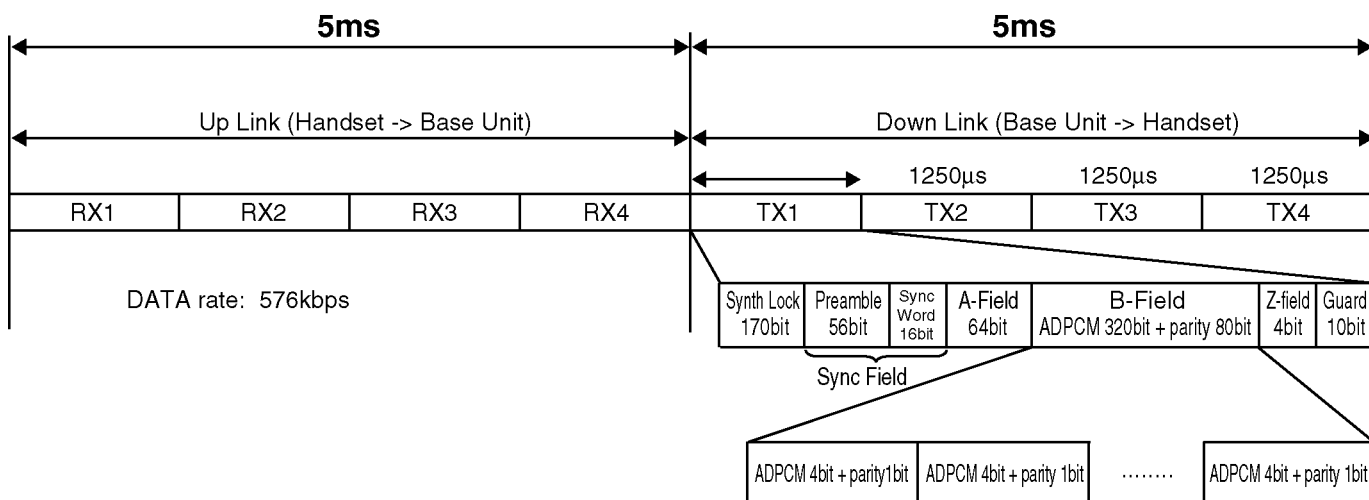 5ms 5ms
Up Link (Handset -> Base Unit) Down Link (Base Unit -> Handset)
1250μs 1250μs 1250μs
RX1 RX2 RX3 RX4 TX1 TX2 TX3 TX4
DATA rate: 576kbps
Synth Lock
170bit
Preamble
56bit
Sync
Word
16bit
A-Field
64bit
B-Field
ADPCM 320bit + parity 80bit
Z-field
4bit
Guard
10bit
Sync Field
ADPCM 4bit + parity1bit ADPCM 4bit + parity 1bit ········ ADPCM 4bit + parity 1bit